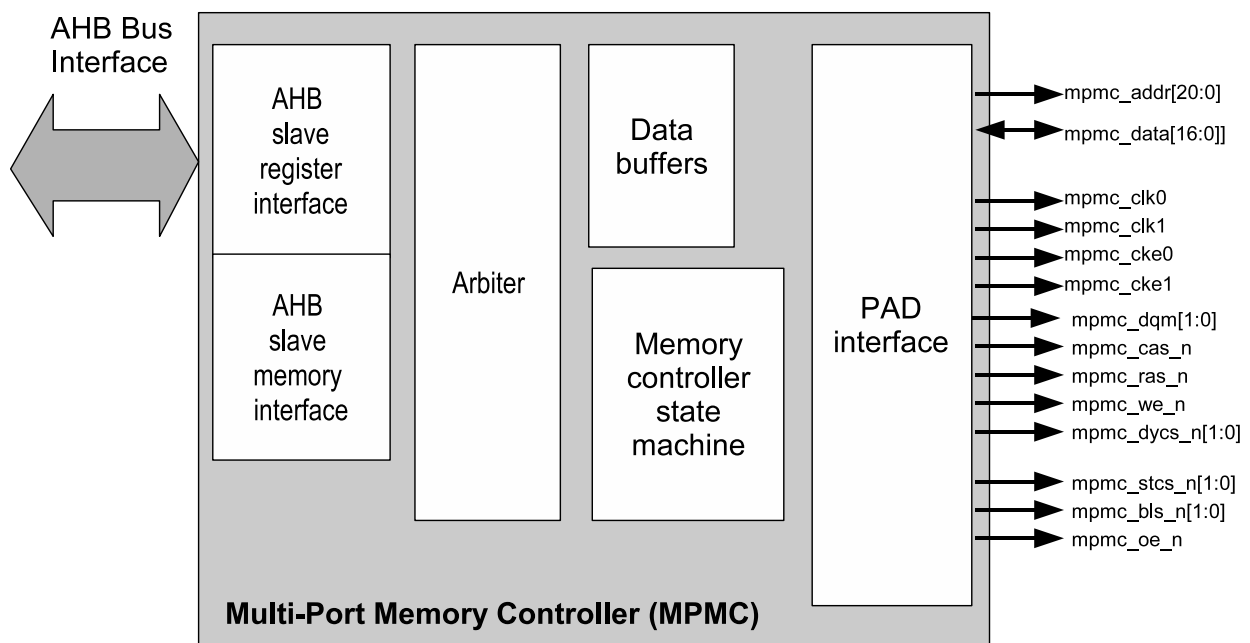 AHB Bus
Interface
AHB
slave
register
interface
AHB
slave
memory
interface
Arbiter
Data
buffers
Memory
controller
state
machine
PAD
interface
mpmc_addr[20:0]
mpmc_data[16:0]]
mpmc_clk0
mpmc_clk1
mpmc_cke0
mpmc_cke1
mpmc_dqm[1:0]
mpmc_cas_n
mpmc_ras_n
mpmc_we_n
mpmc_dycs_n[1:0]
mpmc_stcs_n[1:0]
mpmc_bls_n[1:0]
mpmc_oe_n
Multi-Port Memory Controller (MPMC)